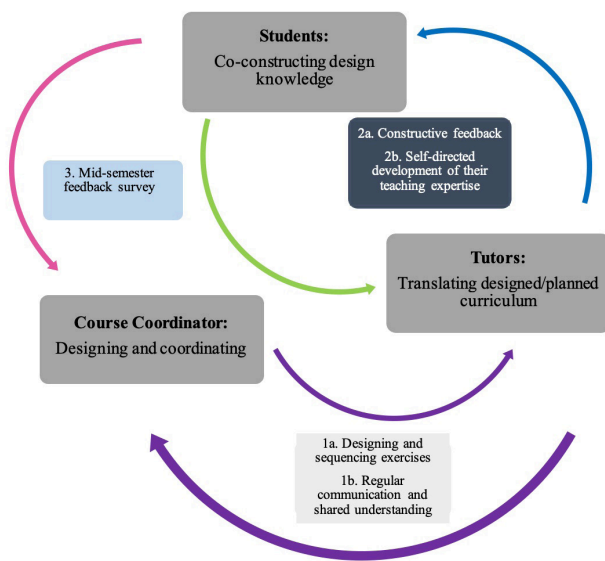 Students:
Co-constructing design
knowledge
2a. Constructive feedback
2b. Self-directed
development of their
teaching expertise
3. Mid-semester
feedback survey
Tutors:
Translating designed/planned
curriculum
Course Coordinator:
Designing and coordinating
1a. Designing and
sequencing exercises
1b. Regular
communication and
shared understanding